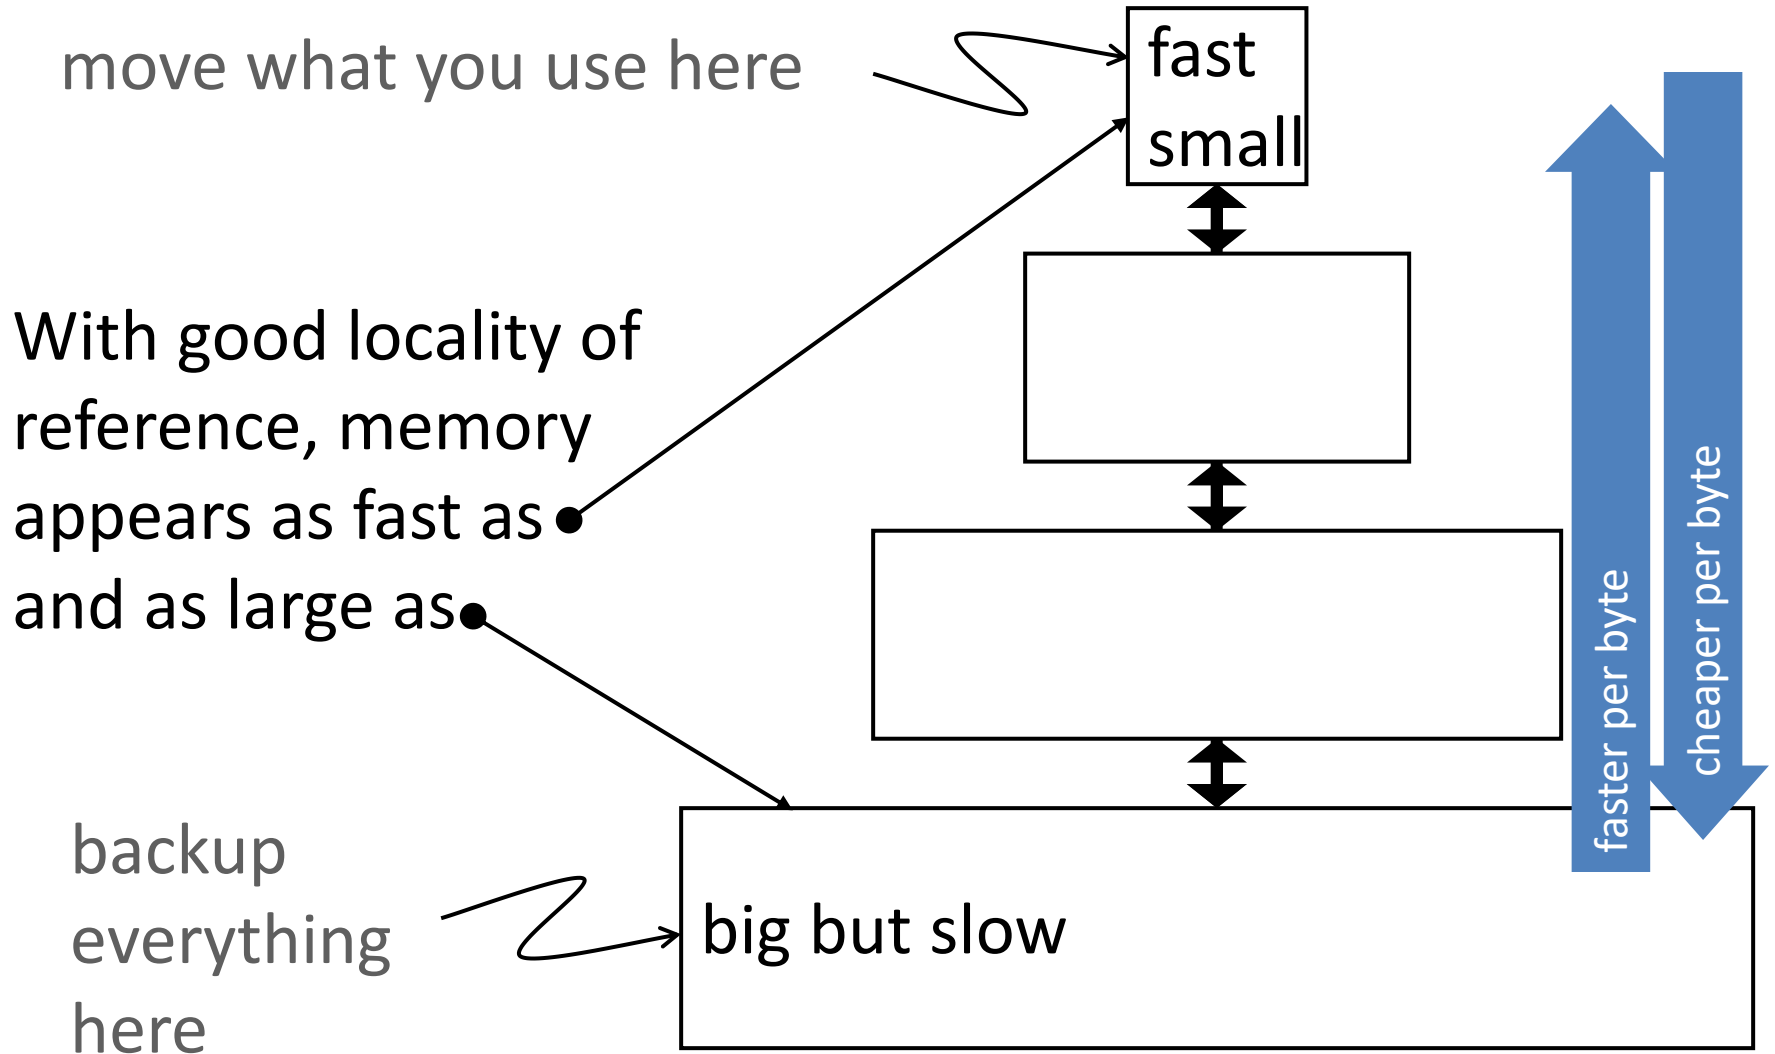 move what you use here
fast
small
With good locality of
reference, memory
appears as fast as
and as large as
faster per byte
cheaper per byte
backup
everything
here
big but slow